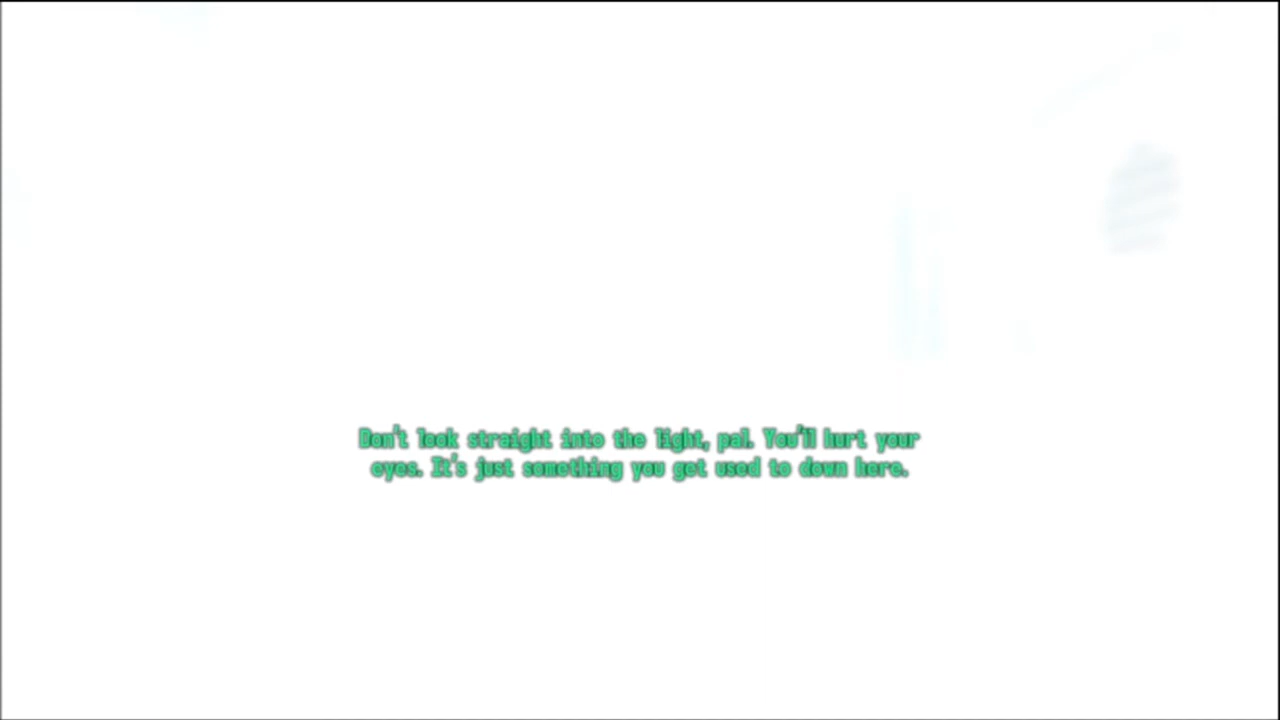 Don't look straight into the light, pal. You'll hurt your
eyes. It's just something you get used to down here.